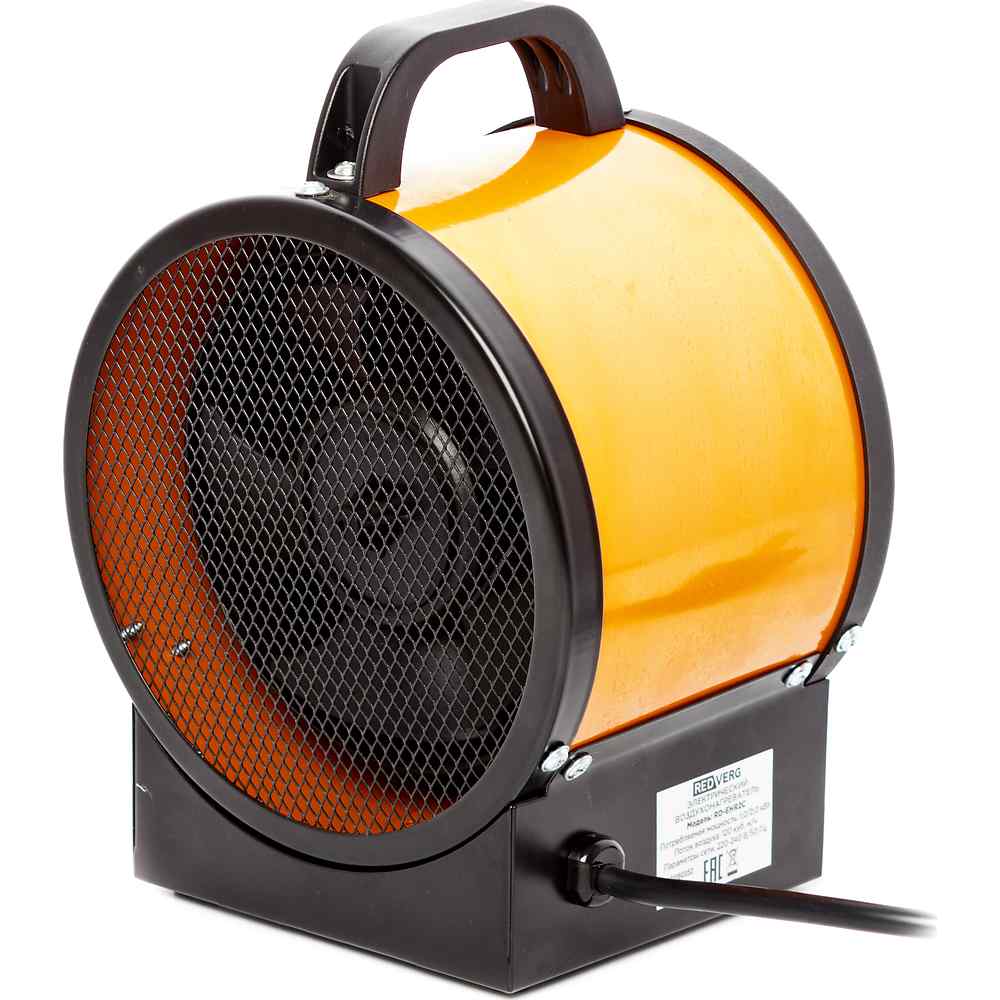 REDVERG
ЭЛЕКТРИЧЕСКИЙ
ВОЗДУХОНАГРЕВАТЕЛЬ
Модель: RD-EHR2C
Потребляемая мощность: 1,0/2,0 кВт
Поток воздуха: 120 куб. м/ч
Параметры сети: 220-240 В, 50 Гц
EAC